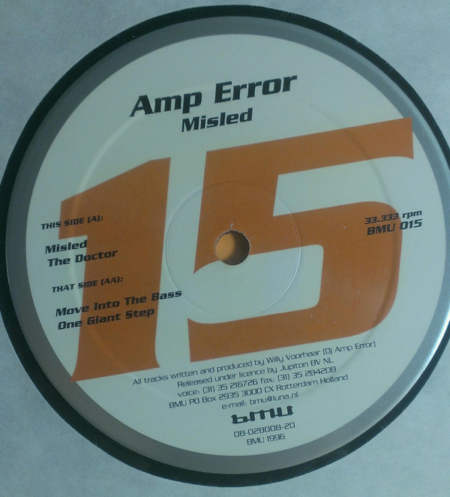 Amp Error
Misled
15
THIS SIDE (A):
Misled
The Doctor
THAT SIDE (AA):
Move Into The Bass
One Giant Step
33.333 rpm
BMU 015
All tracks written and produced by Willy Voorhaar (Dj Amp Error)
Released under licence by Jupiton BV NL
voice: (31) 35 216726 fax: (31) 35 284208
BMU PO Box 2935 3000 CX Rotterdam Holland
e-mail: bmu@luna.nl
bmu
08-028008-20
BMU 1996